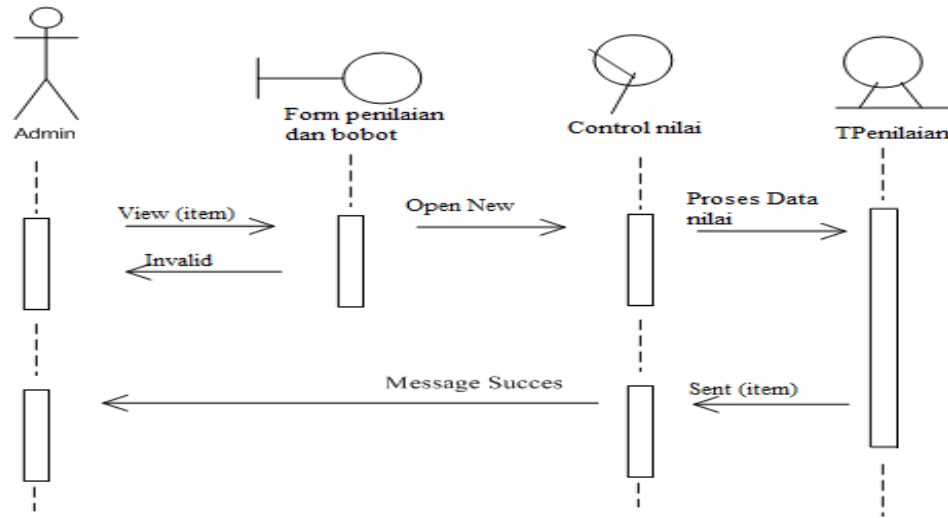 Admin
Form penilaian
dan bobot
Control nilai
TPenilaian
View (item)
Open New
Proses Data
nilai
Invalid
Message Succes
Sent (item)